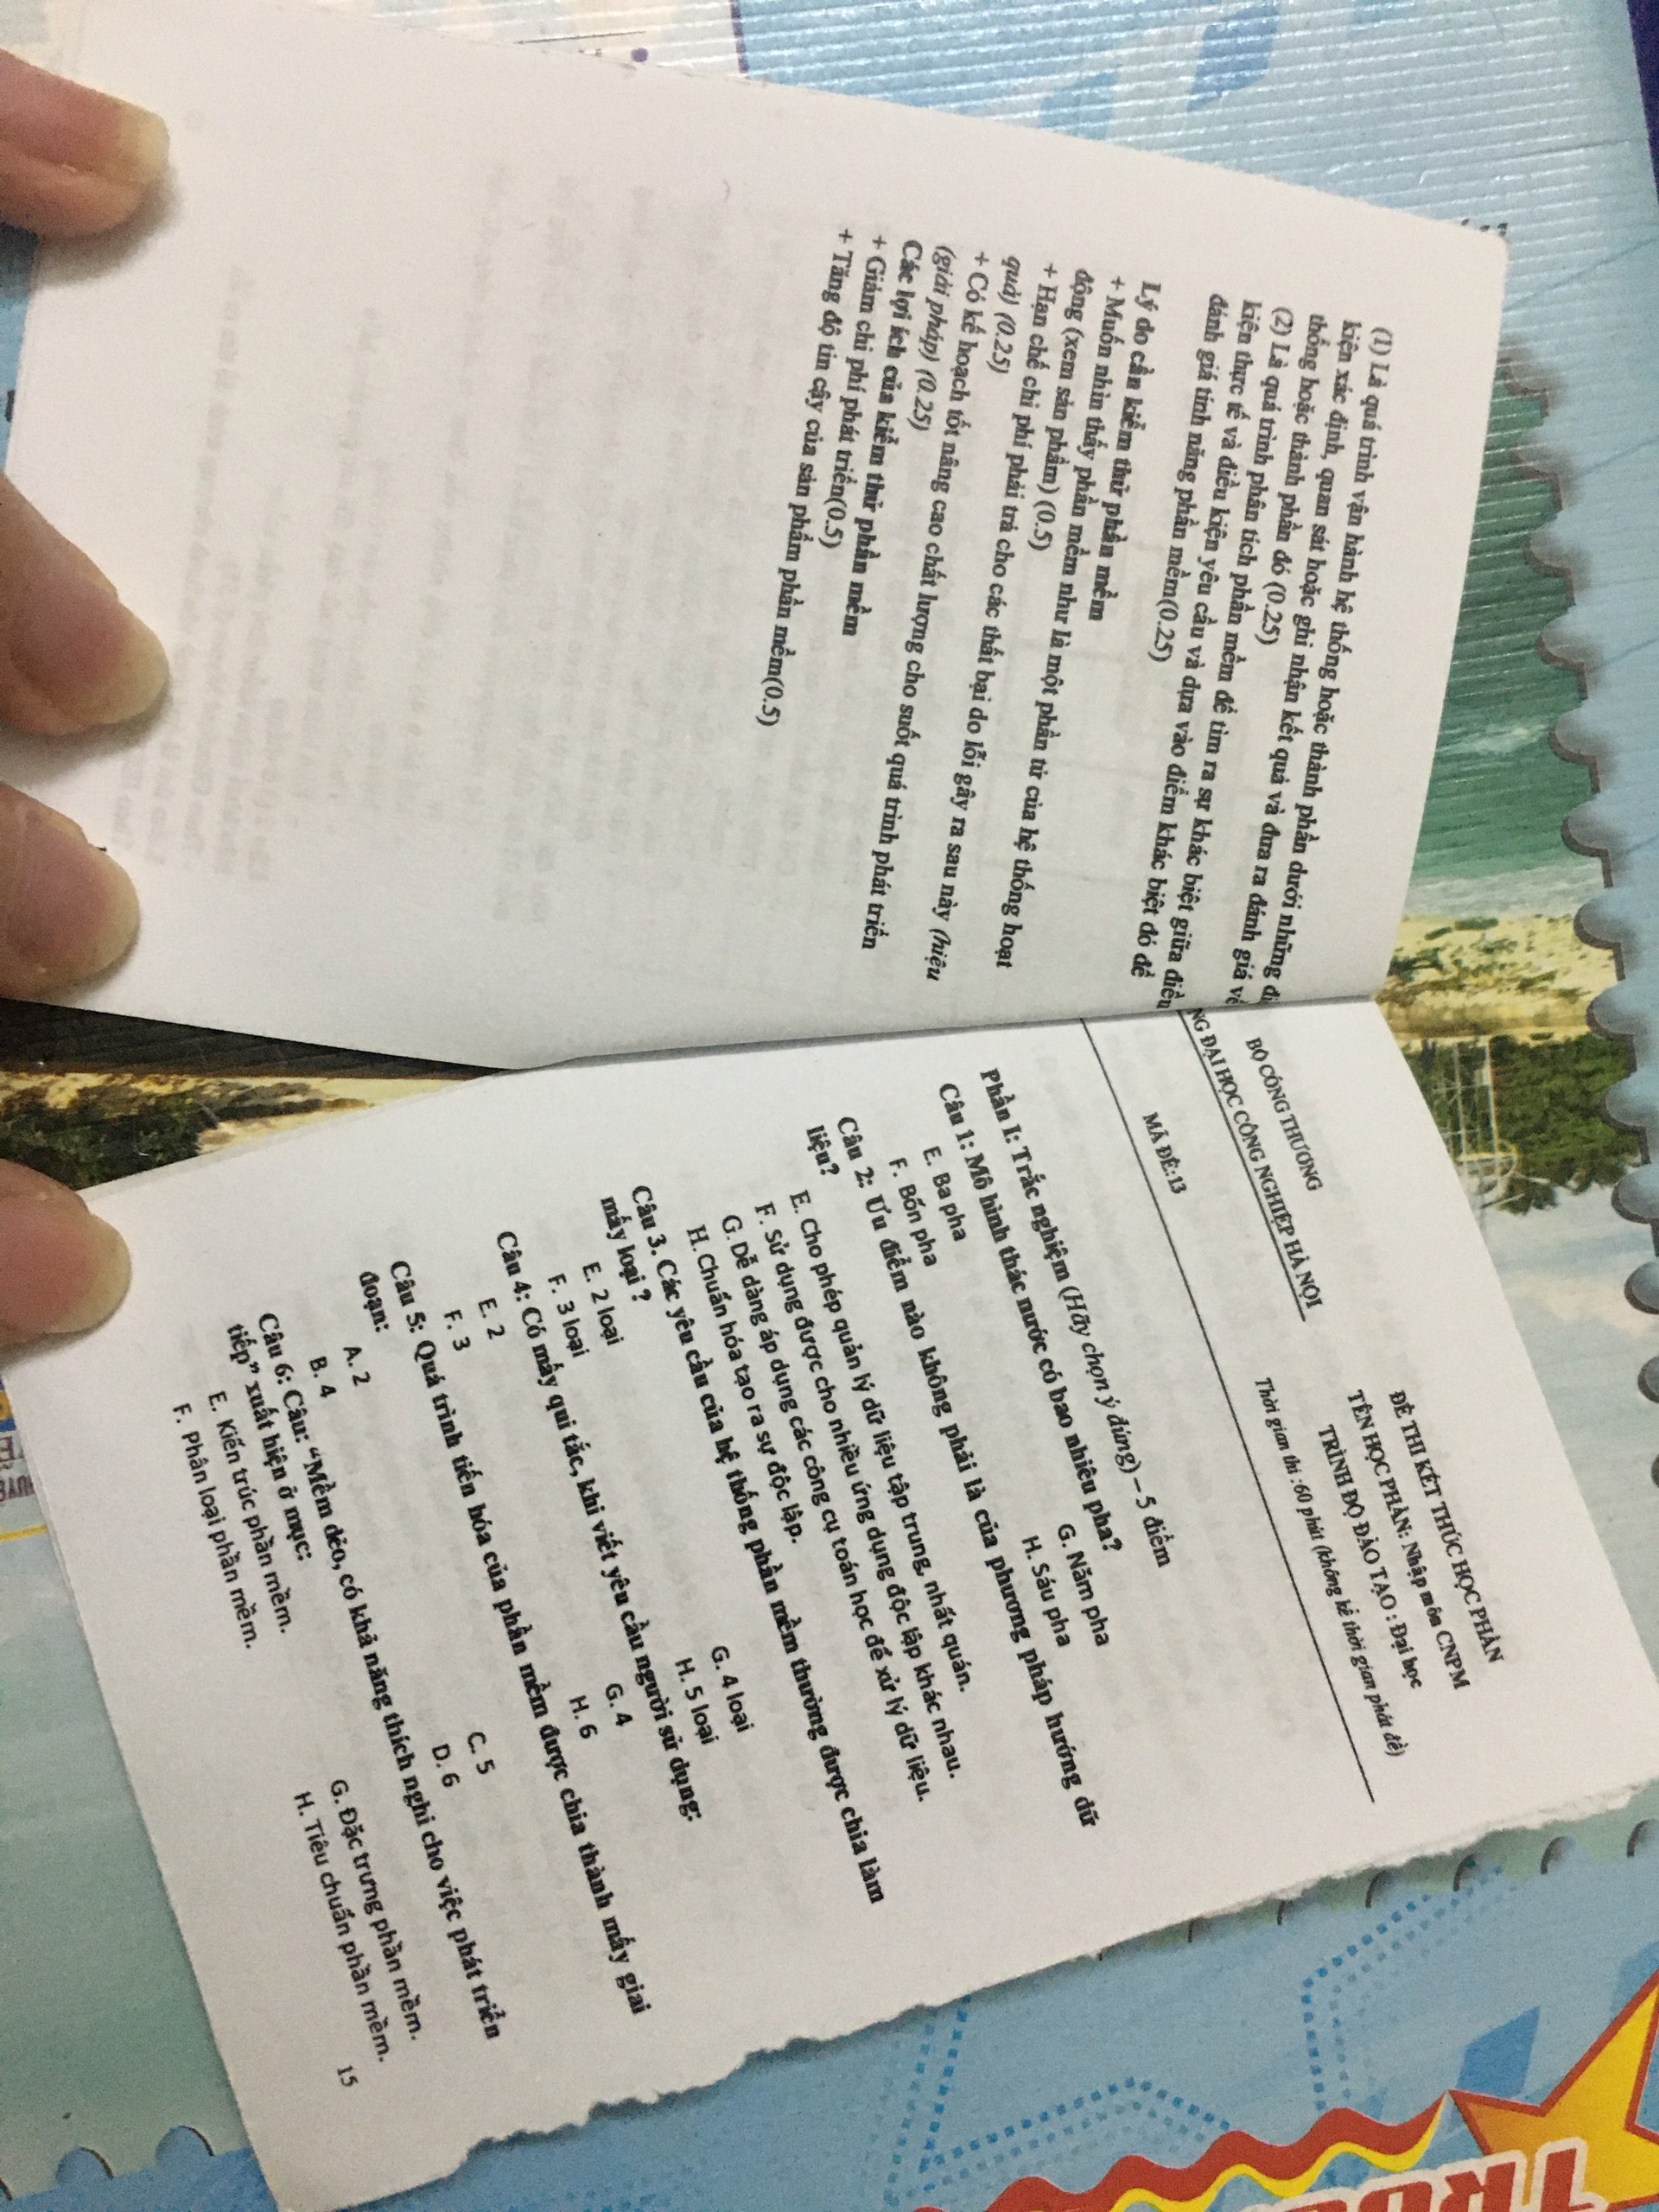 (1) Là quá trình vận hành hệ thống hoặc thành phần dưới những
kiện xác định, quan sát hoặc ghi nhận kết quả và đưa ra đánh giá về
thống hoặc thành phần đó (0.25)
(2) Là quá trình phân tích phần mềm để tìm ra sự khác biệt giữa điều
kiện thực tế và điều kiện yêu cầu và dựa vào điểm khác biệt đó để
đánh giá tính năng phần mềm(0.25)
Lý do cần kiểm thử phần mềm
+ Muốn nhìn thấy phần mềm như là một phần tử của hệ thống hoạt
động (xem sản phẩm) (0.5)
+ Hạn chế chi phí phải trả cho các thất bại do lỗi gây ra sau này (hiệu
quả) (0.25)
+ Có kế hoạch tốt nâng cao chất lượng cho suốt quá trình phát triển
(giải pháp) (0.25)
Các lợi ích của kiểm thử phần mềm
+ Giảm chi phí phát triển(0.5)
+ Tăng độ tin cậy của sản phẩm phần mềm(0.5)
BỘ CÔNG THƯƠNG
NG ĐẠI HỌC CÔNG NGHIỆP HÀ NỘI
MÃ ĐỀ:13
ĐỀ THI KẾT THÚC HỌC PHẦN
TÊN HỌC PHẦN: Nhập môn CNPM
TRÌNH ĐỘ ĐÀO TẠO : Đại học
Thời gian thi :60 phút (không kể thời gian phát đề)
Phần I: Trắc nghiệm (Hãy chọn ý đúng) – 5 điểm
Câu 1: Mô hình thác nước có bao nhiêu pha?
E. Ba pha
F. Bốn pha
G. Năm pha
H. Sáu pha
Câu 2: Ưu điểm nào không phải là của phương pháp hướng dữ
liệu?
E. Cho phép quản lý dữ liệu tập trung, nhất quán.
F. Sử dụng được cho nhiều ứng dụng độc lập khác nhau.
G. Dễ dàng áp dụng các công cụ toán học để xử lý dữ liệu.
H. Chuẩn hóa tạo ra sự độc lập.
Câu 3. Các yêu cầu của hệ thống phần mềm thường được chia làm
mấy loại ?
E. 2 loại
F. 3 loại
G. 4 loại
H. 5 loại
Câu 4: Có mấy qui tắc, khi viết yêu cầu người sử dụng:
E. 2
F. 3
G. 4
H. 6
Câu 5: Quá trình tiến hóa của phần mềm được chia thành mấy giai
đoạn:
A. 2
B. 4
C. 5
D. 6
Câu 6: Câu: “Mềm dẻo, có khả năng thích nghi cho việc phát triển
tiếp” xuất hiện ở mục:
E. Kiến trúc phần mềm.
F. Phân loại phần mềm.
G. Đặc trưng phần mềm.
H. Tiêu chuẩn phần mềm.
15